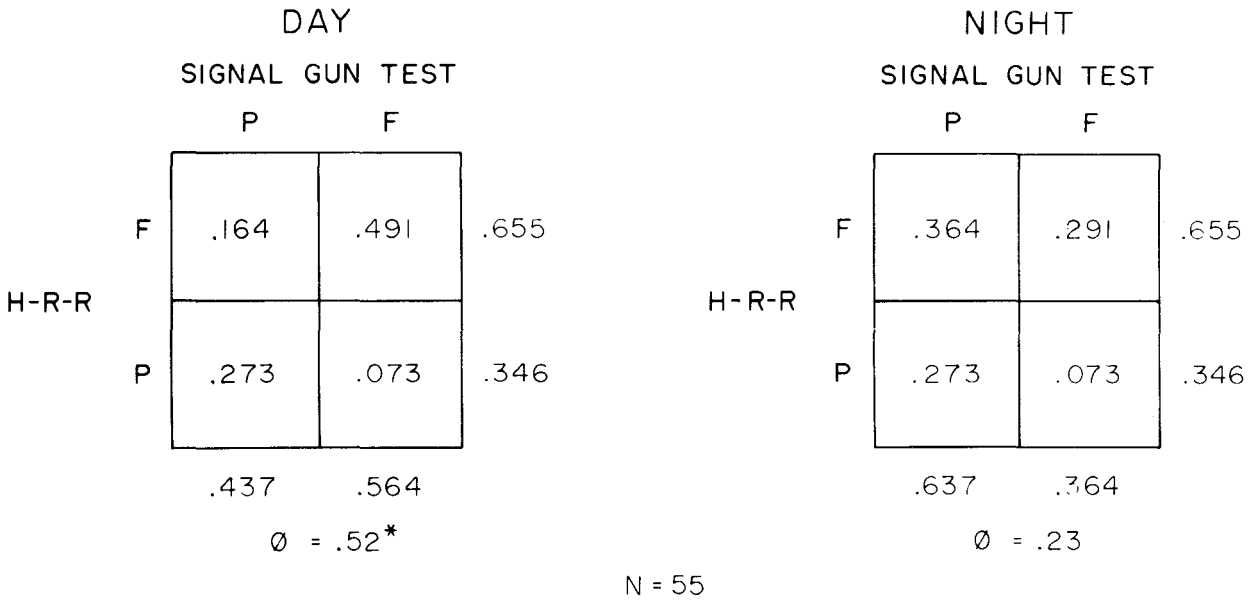 DAY
SIGNAL GUN TEST
P F
F .164 .491 .655
H-R-R
P .273 .073 .346
.437 .564
Ø = .52*
NIGHT
SIGNAL GUN TEST
P F
F .364 .291 .655
H-R-R
P .273 .073 .346
.637 .364
Ø = .23
N = 55